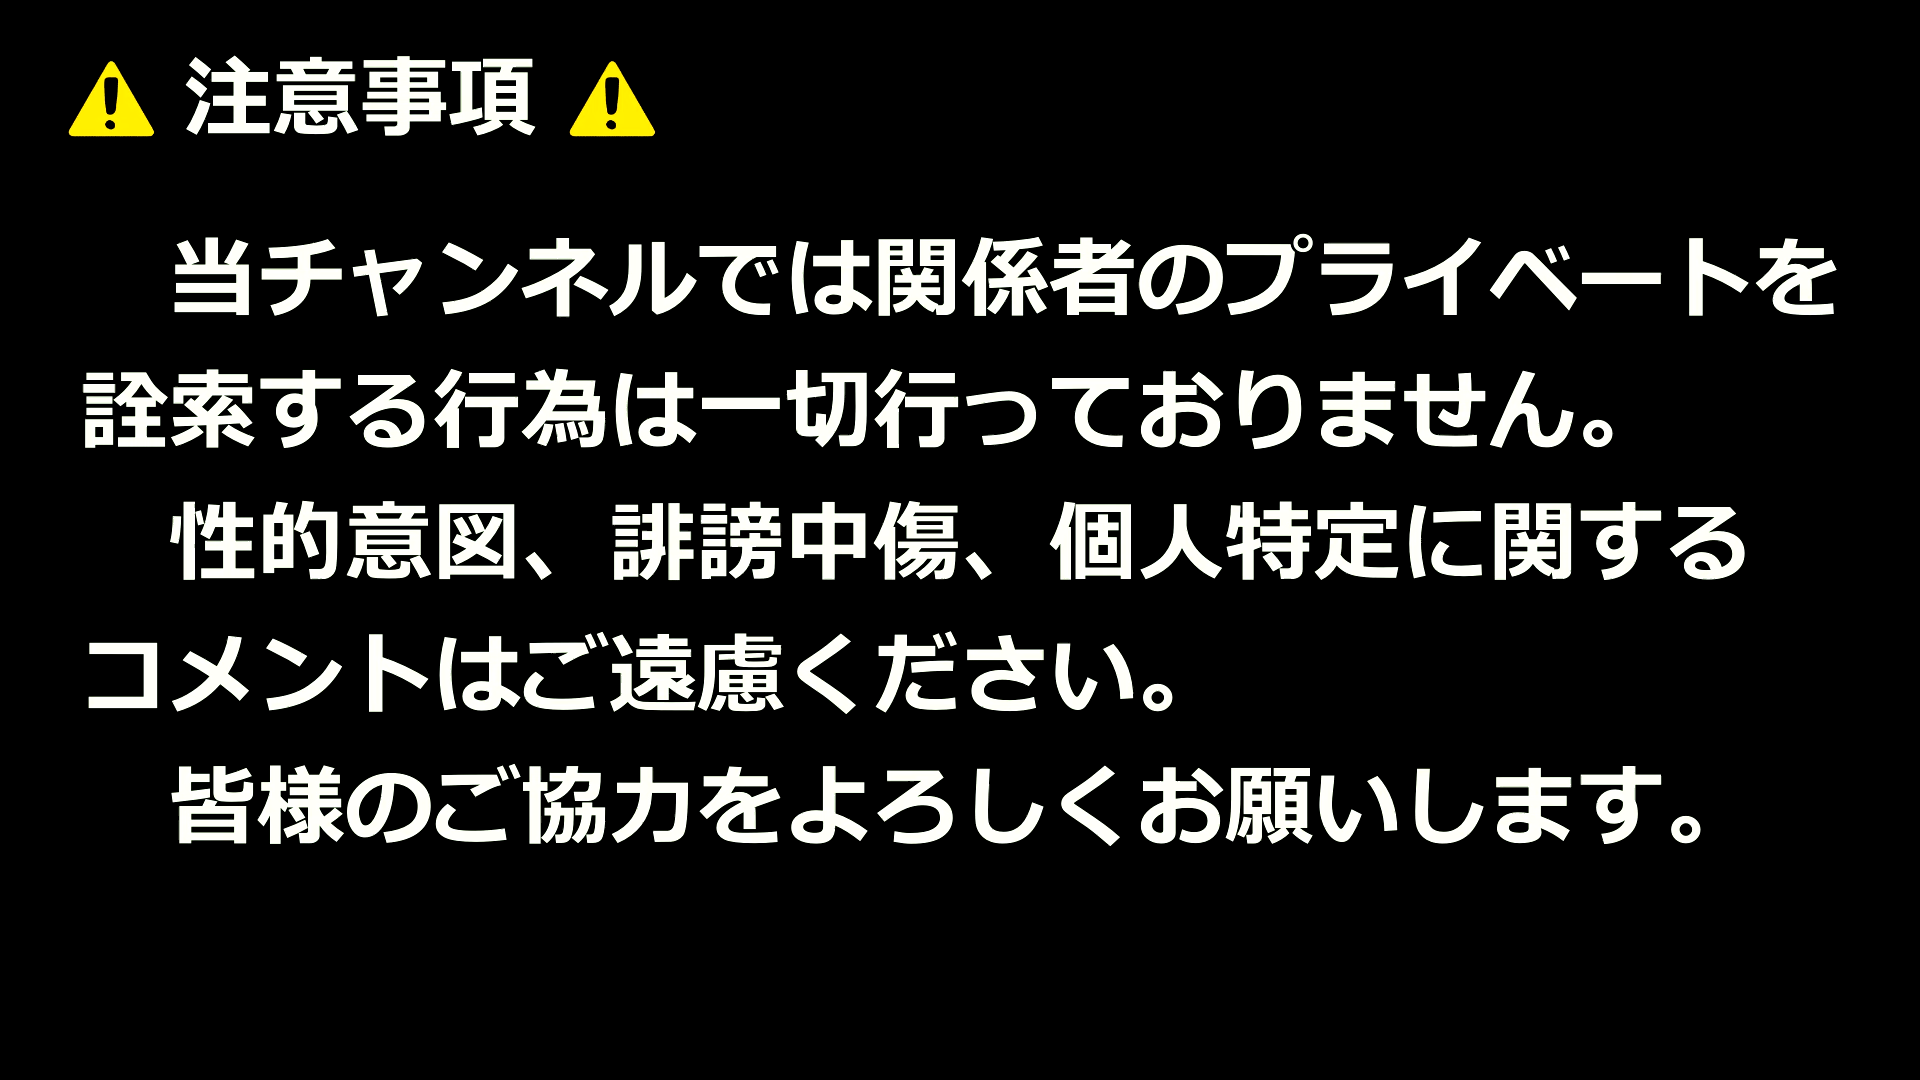 ⚠ 注意事項 ⚠
当チャンネルでは関係者のプライベートを
詮索する行為は一切行っておりません。
性的意図、誹謗中傷、個人特定に関する
コメントはご遠慮ください。
皆様のご協力をよろしくお願いします。